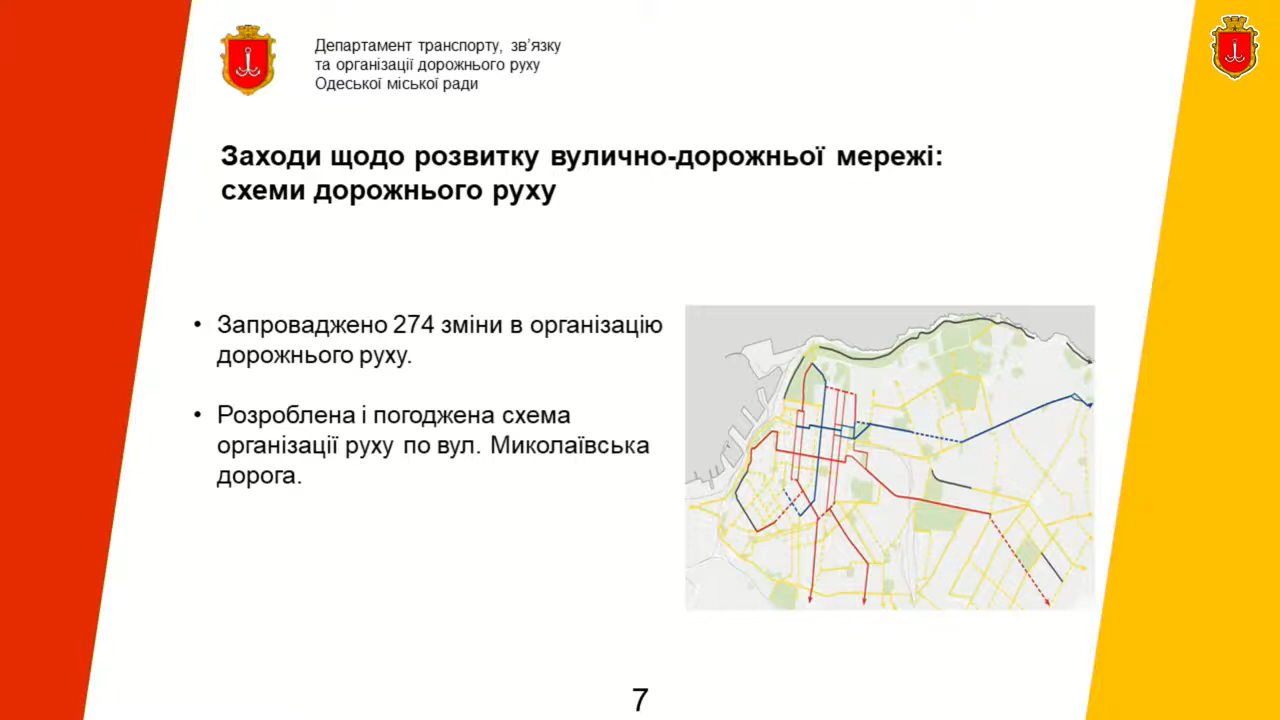 Департамент транспорту, зв’язку
та організації дорожнього руху
Одеської міської ради
Заходи щодо розвитку вулично-дорожньої мережі:
схеми дорожнього руху
• Запроваджено 274 зміни в організацію
дорожнього руху.
• Розроблена і погоджена схема
організації руху по вул. Миколаївська
дорога.
7